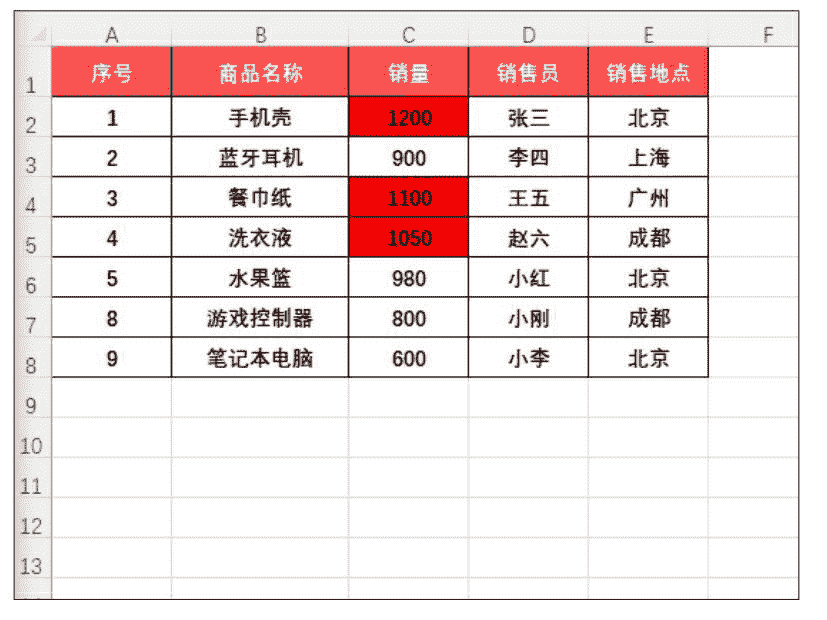 A B C D E F
1 序号 商品名称 销量 销售员 销售地点
2 1 手机壳 1200 张三 北京
3 2 蓝牙耳机 900 李四 上海
4 3 餐巾纸 1100 王五 广州
5 4 洗衣液 1050 赵六 成都
6 5 水果篮 980 小红 北京
7 8 游戏控制器 800 小刚 成都
8 9 笔记本电脑 600 小李 北京
9
10
11
12
13